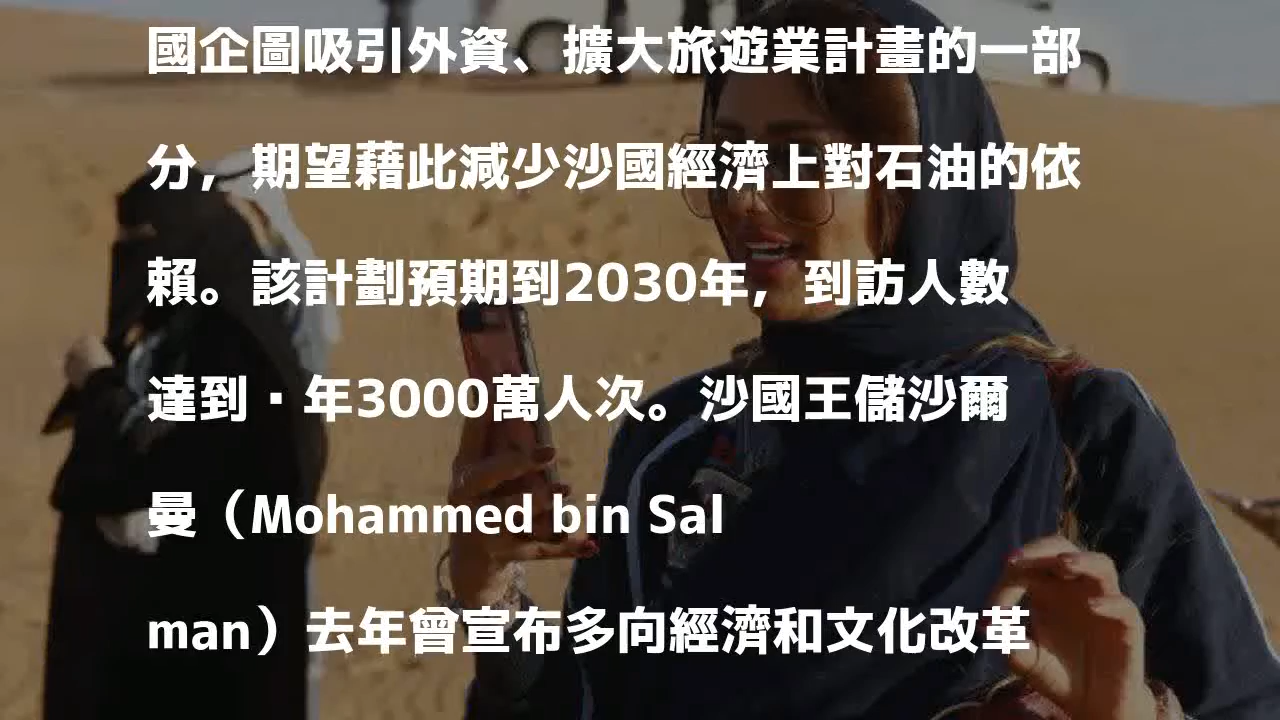 國企圖吸引外資、擴大旅遊業計畫的一部
分，期望藉此減少沙國經濟上對石油的依
賴。該計劃預期到2030年，到訪人數
達到·年3000萬人次。沙國王儲沙爾
曼（Mohammed bin Sal
man）去年曾宣布多向經濟和文化改革